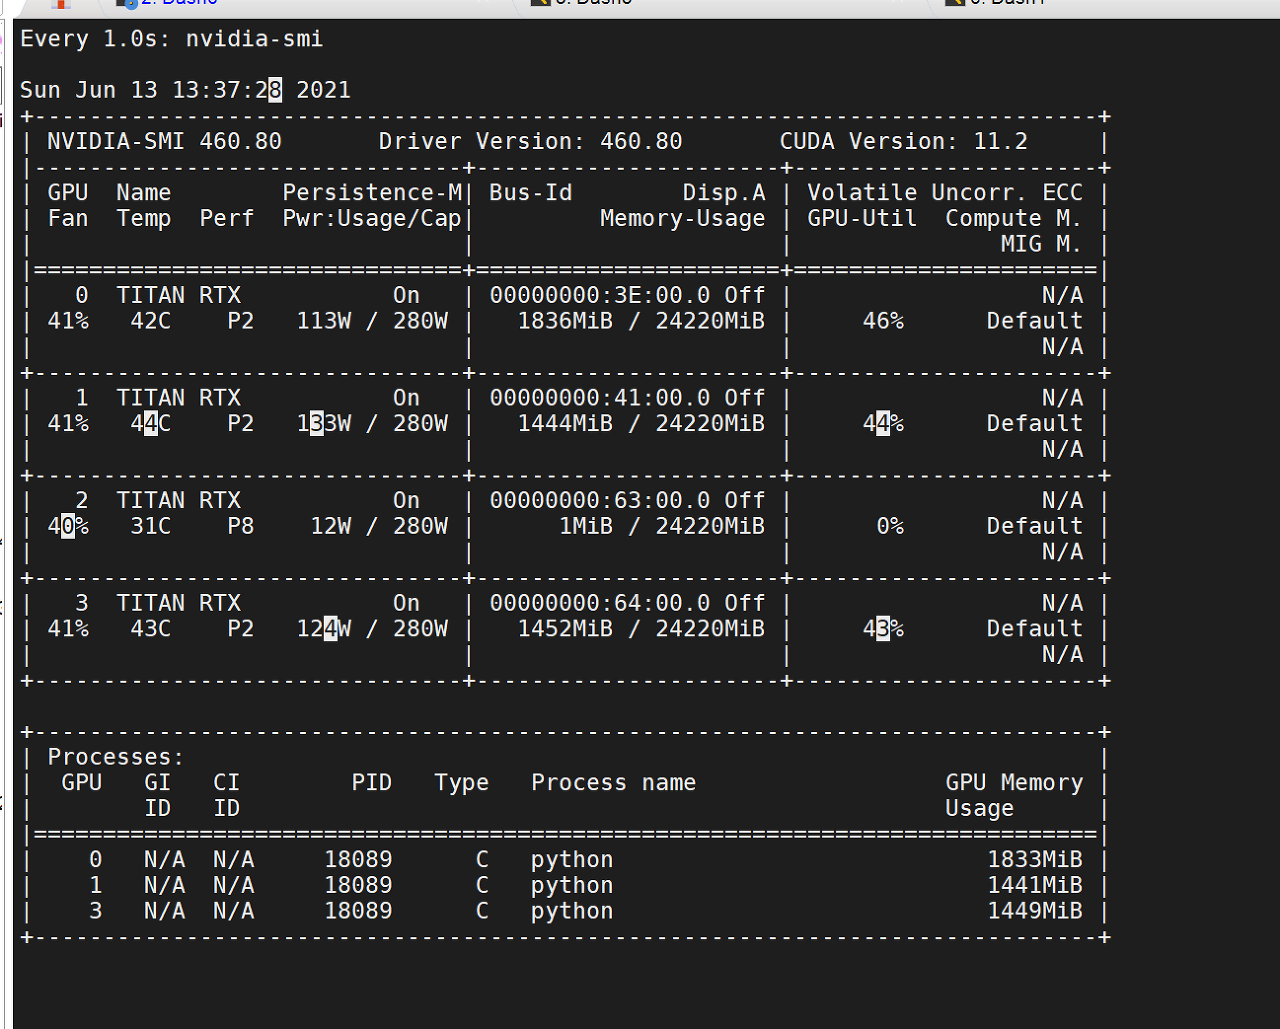 2. Dash6
Every 1.0s: nvidia-smi
Sun Jun 13 13:37:28 2021
+-----------------------------------------------------------------------------+
| NVIDIA-SMI 460.80       Driver Version: 460.80       CUDA Version: 11.2     |
|-------------------------------+----------------------+----------------------+
| GPU  Name        Persistence-M| Bus-Id        Disp.A | Volatile Uncorr. ECC |
| Fan  Temp  Perf  Pwr:Usage/Cap|         Memory-Usage | GPU-Util  Compute M. |
|                               |                      |               MIG M. |
|===============================+======================+======================|
|   0  TITAN RTX           On   | 00000000:3E:00.0 Off |                  N/A |
| 41%   42C    P2   113W / 280W |   1836MiB / 24220MiB |     46%      Default |
|                               |                      |                  N/A |
+-------------------------------+----------------------+----------------------+
|   1  TITAN RTX           On   | 00000000:41:00.0 Off |                  N/A |
| 41%   44C    P2   133W / 280W |   1444MiB / 24220MiB |     44%      Default |
|                               |                      |                  N/A |
+-------------------------------+----------------------+----------------------+
|   2  TITAN RTX           On   | 00000000:63:00.0 Off |                  N/A |
| 40%   31C    P8    12W / 280W |      1MiB / 24220MiB |      0%      Default |
|                               |                      |                  N/A |
+-------------------------------+----------------------+----------------------+
|   3  TITAN RTX           On   | 00000000:64:00.0 Off |                  N/A |
| 41%   43C    P2   124W / 280W |   1452MiB / 24220MiB |     43%      Default |
|                               |                      |                  N/A |
+-------------------------------+----------------------+----------------------+
+-----------------------------------------------------------------------------+
| Processes:                                                                  |
|  GPU   GI   CI        PID   Type   Process name                  GPU Memory |
|        ID   ID                                                   Usage      |
|=============================================================================|
|    0   N/A  N/A     18089      C   python                           1833MiB |
|    1   N/A  N/A     18089      C   python                           1441MiB |
|    3   N/A  N/A     18089      C   python                           1449MiB |
+-----------------------------------------------------------------------------+